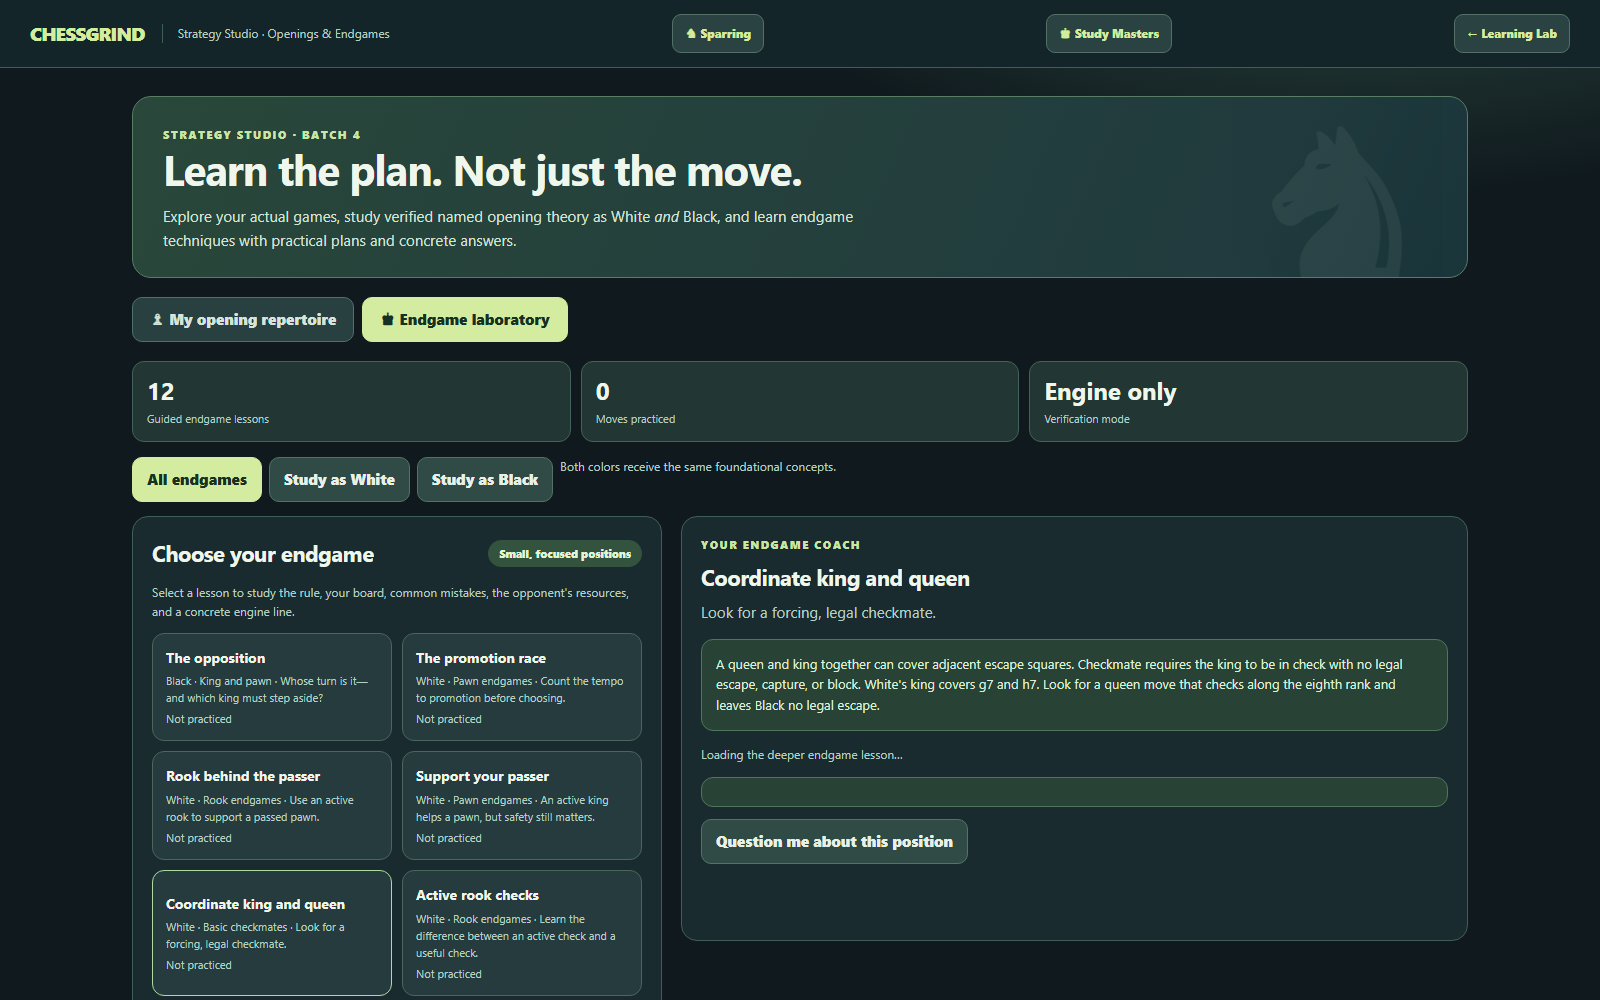 CHESSGRIND
Strategy Studio · Openings & Endgames
♞ Sparring
♚ Study Masters
← Learning Lab
STRATEGY STUDIO · BATCH 4
Learn the plan. Not just the move.
Explore your actual games, study verified named opening theory as White and Black, and learn endgame
techniques with practical plans and concrete answers.
♝ My opening repertoire
♚ Endgame laboratory
12
Guided endgame lessons
0
Moves practiced
Engine only
Verification mode
All endgames
Study as White
Study as Black
Both colors receive the same foundational concepts.
Choose your endgame
Small, focused positions
Select a lesson to study the rule, your board, common mistakes, the opponent's resources,
and a concrete engine line.
The opposition
Black · King and pawn · Whose turn is it—
and which king must step aside?
Not practiced
The promotion race
White · Pawn endgames · Count the tempo
to promotion before choosing.
Not practiced
Rook behind the passer
White · Rook endgames · Use an active
rook to support a passed pawn.
Not practiced
Support your passer
White · Pawn endgames · An active king
helps a pawn, but safety still matters.
Not practiced
Coordinate king and queen
White · Basic checkmates · Look for a
forcing, legal checkmate.
Not practiced
Active rook checks
White · Rook endgames · Learn the
difference between an active check and a
useful check.
Not practiced
YOUR ENDGAME COACH
Coordinate king and queen
Look for a forcing, legal checkmate.
A queen and king together can cover adjacent escape squares. Checkmate requires the king to be in check with no legal
escape, capture, or block. White's king covers g7 and h7. Look for a queen move that checks along the eighth rank and
leaves Black no legal escape.
Loading the deeper endgame lesson...
Question me about this position